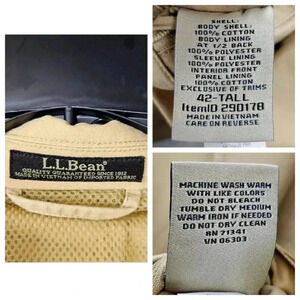 L.L.Bean
QUALITY GUARANTEED SINCE 1912
MADE IN VIETNAM OF IMPORTED FABRIC
SHELL:
BODY SHELL:
100% COTTON
BODY LINING
AT 1/2 BACK
100% POLYESTER
SLEEVE LINING
100% POLYESTER
INTERIOR FRONT
PANEL LINING
100% COTTON
EXCLUSIVE OF TRIMS
42-TALL
ItemID 290178
MADE IN VIETNAM
CARE ON REVERSE
MACHINE WASH WARM
WITH LIKE COLORS
DO NOT BLEACH
TUMBLE DRY MEDIUM
WARM IRON IF NEEDED
DO NOT DRY CLEAN
RN 71341
VN 06303